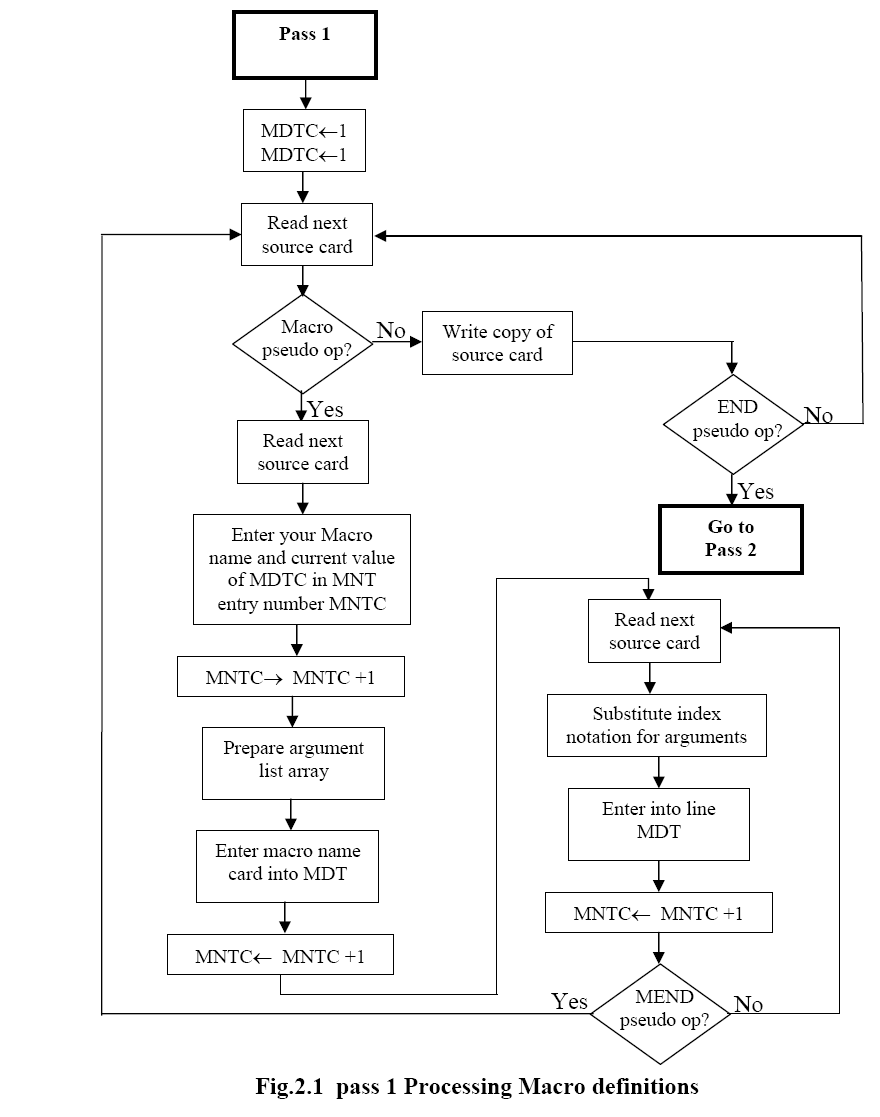 Pass 1
MDTC←1
MDTC←1
Read next
source card
Macro
pseudo op?
No
Write copy of
source card
END
pseudo op?
No
Yes
Go to
Pass 2
Yes
Read next
source card
Enter your Macro
name and current value
of MDTC in MNT
entry number MNTC
MNTC→ MNTC +1
Prepare argument
list array
Enter macro name
card into MDT
MNTC← MNTC +1
Read next
source card
Substitute index
notation for arguments
Enter into line
MDT
MNTC← MNTC +1
MEND
pseudo op?
Yes
No
Fig.2.1 pass 1 Processing Macro definitions